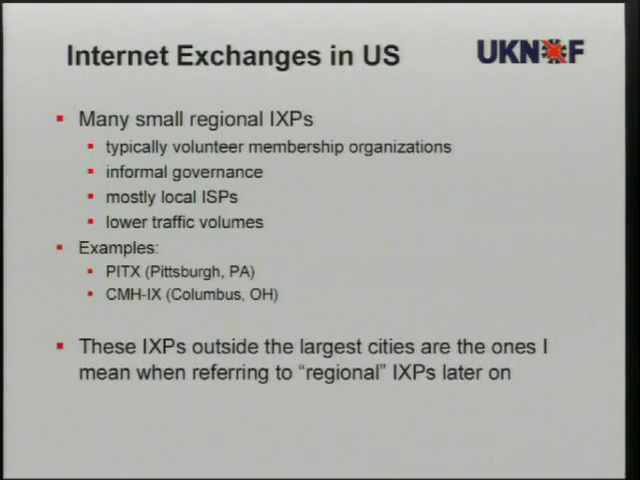 Internet Exchanges in US
UKNOF
Many small regional IXPs
typically volunteer membership organizations
informal governance
mostly local ISPs
lower traffic volumes
Examples:
PITX (Pittsburgh, PA)
CMH-IX (Columbus, OH)
These IXPs outside the largest cities are the ones I
mean when referring to “regional” IXPs later on